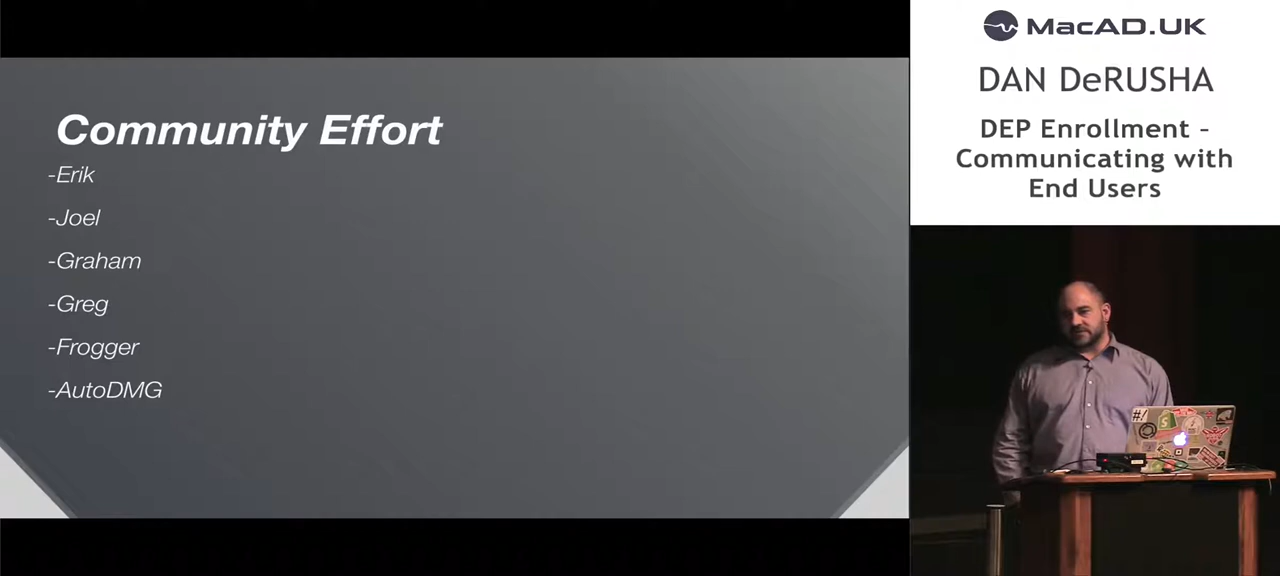 Community Effort
-Erik
-Joel
-Graham
-Greg
-Frogger
-AutoDMG
MacAD.UK
DAN DeRUSHA
DEP Enrollment –
Communicating with
End Users
#!